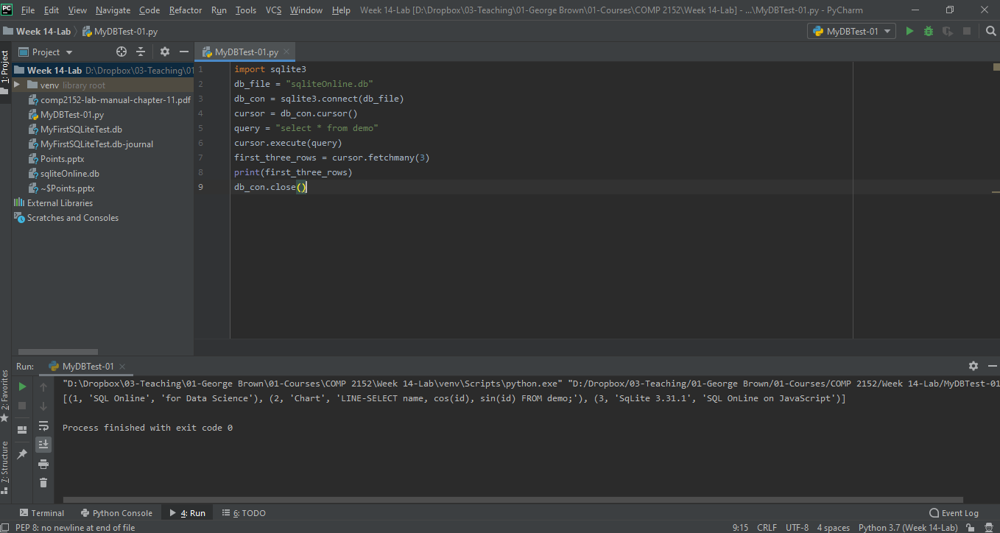 PC File Edit View Navigate Code Refactor Run Tools VCS Window Help Week 14-Lab [D:\Dropbox\03-Teaching\01-George Brown\01-Courses\COMP 2152\Week 14-Lab] - ...\MyDBTest-01.py - PyCharm
Week 14-Lab MyDBTest-01.py MyDBTest-01
1: Project
Project
MyDBTest-01.py
Week 14-Lab D:\Dropbox\03-Teaching\01
venv library root
comp2152-lab-manual-chapter-11.pdf
MyDBTest-01.py
MyFirstSQLiteTest.db
MyFirstSQLiteTest.db-journal
Points.pptx
sqliteOnline.db
~$Points.pptx
External Libraries
Scratches and Consoles
1 import sqlite3
2 db_file = "sqliteOnline.db"
3 db_con = sqlite3.connect(db_file)
4 cursor = db_con.cursor()
5 query = "select * from demo"
6 cursor.execute(query)
7 first_three_rows = cursor.fetchmany(3)
8 print(first_three_rows)
9 db_con.close()
Run: MyDBTest-01
"D:\Dropbox\03-Teaching\01-George Brown\01-Courses\COMP 2152\Week 14-Lab\venv\Scripts\python.exe" "D:/Dropbox/03-Teaching/01-George Brown/01-Courses/COMP 2152/Week 14-Lab/MyDBTest-01
[(1, 'SQL Online', 'for Data Science'), (2, 'Chart', 'LINE-SELECT name, cos(id), sin(id) FROM demo;'), (3, 'SqLite 3.31.1', 'SQL OnLine on JavaScript')]
Process finished with exit code 0
2: Favorites
7: Structure
Terminal Python Console 4: Run 6: TODO Event Log
PEP 8: no newline at end of file 9:15 CRLF UTF-8 4 spaces Python 3.7 (Week 14-Lab)